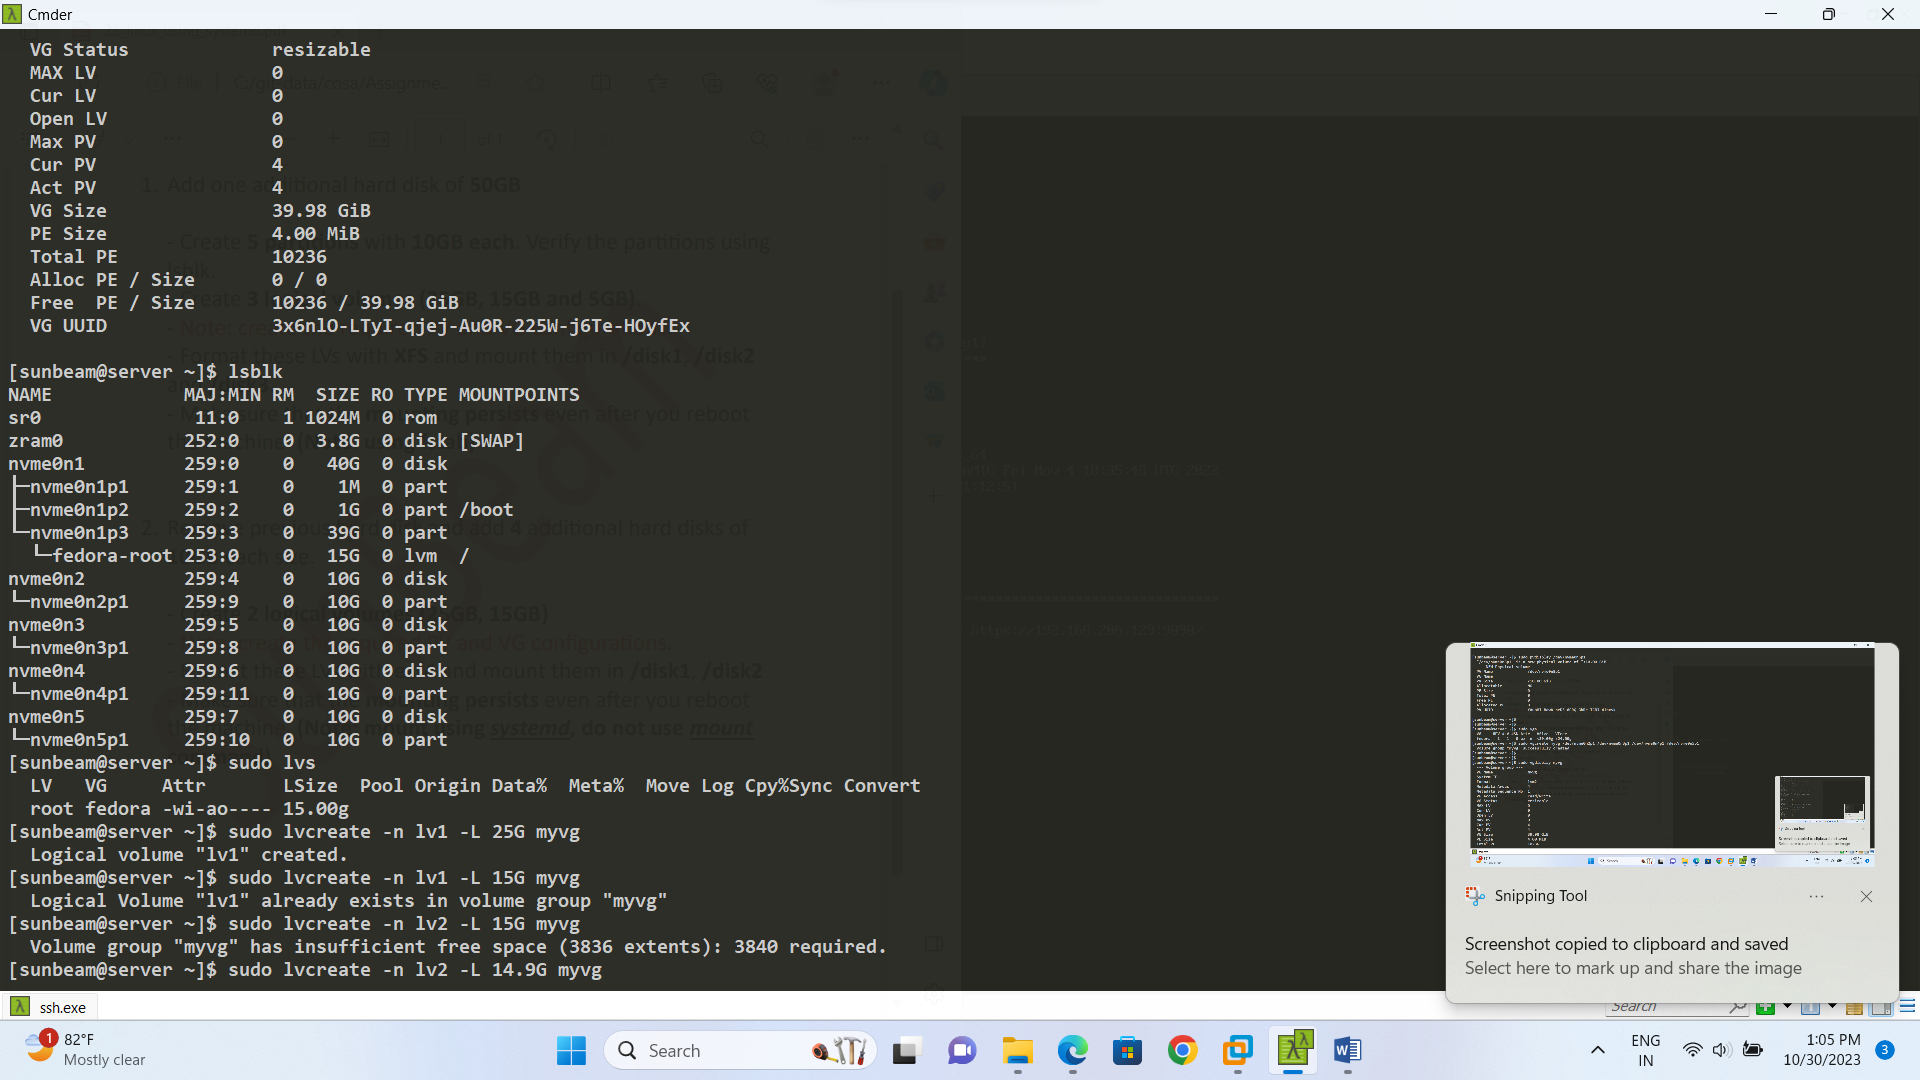 Cmder
VG Status resizable
MAX LV 0
Cur LV 0
Open LV 0
Max PV 0
Cur PV 4
Act PV 4
VG Size 39.98 GiB
PE Size 4.00 MiB
Total PE 10236
Alloc PE / Size 0 / 0
Free PE / Size 10236 / 39.98 GiB
VG UUID 3x6nlO-LTyI-qjej-Au0R-225W-j6Te-HOyfEx
[sunbeam@server ~]$ lsblk
NAME MAJ:MIN RM SIZE RO TYPE MOUNTPOINTS
sr0 11:0 1 1024M 0 rom
zram0 252:0 0 3.8G 0 disk [SWAP]
nvme0n1 259:0 0 40G 0 disk
├─nvme0n1p1 259:1 0 1M 0 part
├─nvme0n1p2 259:2 0 1G 0 part /boot
└─nvme0n1p3 259:3 0 39G 0 part
└─fedora-root 253:0 0 15G 0 lvm /
nvme0n2 259:4 0 10G 0 disk
└─nvme0n2p1 259:9 0 10G 0 part
nvme0n3 259:5 0 10G 0 disk
└─nvme0n3p1 259:8 0 10G 0 part
nvme0n4 259:6 0 10G 0 disk
└─nvme0n4p1 259:11 0 10G 0 part
nvme0n5 259:7 0 10G 0 disk
└─nvme0n5p1 259:10 0 10G 0 part
[sunbeam@server ~]$ sudo lvs
LV VG Attr LSize Pool Origin Data% Meta% Move Log Cpy%Sync Convert
root fedora -wi-ao---- 15.00g
[sunbeam@server ~]$ sudo lvcreate -n lv1 -L 25G myvg
Logical volume "lv1" created.
[sunbeam@server ~]$ sudo lvcreate -n lv1 -L 15G myvg
Logical Volume "lv1" already exists in volume group "myvg"
[sunbeam@server ~]$ sudo lvcreate -n lv2 -L 15G myvg
Volume group "myvg" has insufficient free space (3836 extents): 3840 required.
[sunbeam@server ~]$ sudo lvcreate -n lv2 -L 14.9G myvg
Snipping Tool
Screenshot copied to clipboard and saved
Select here to mark up and share the image
ssh.exe
Search
1
82°F
Mostly clear
Search
ENG
IN
1:05 PM
10/30/2023
3